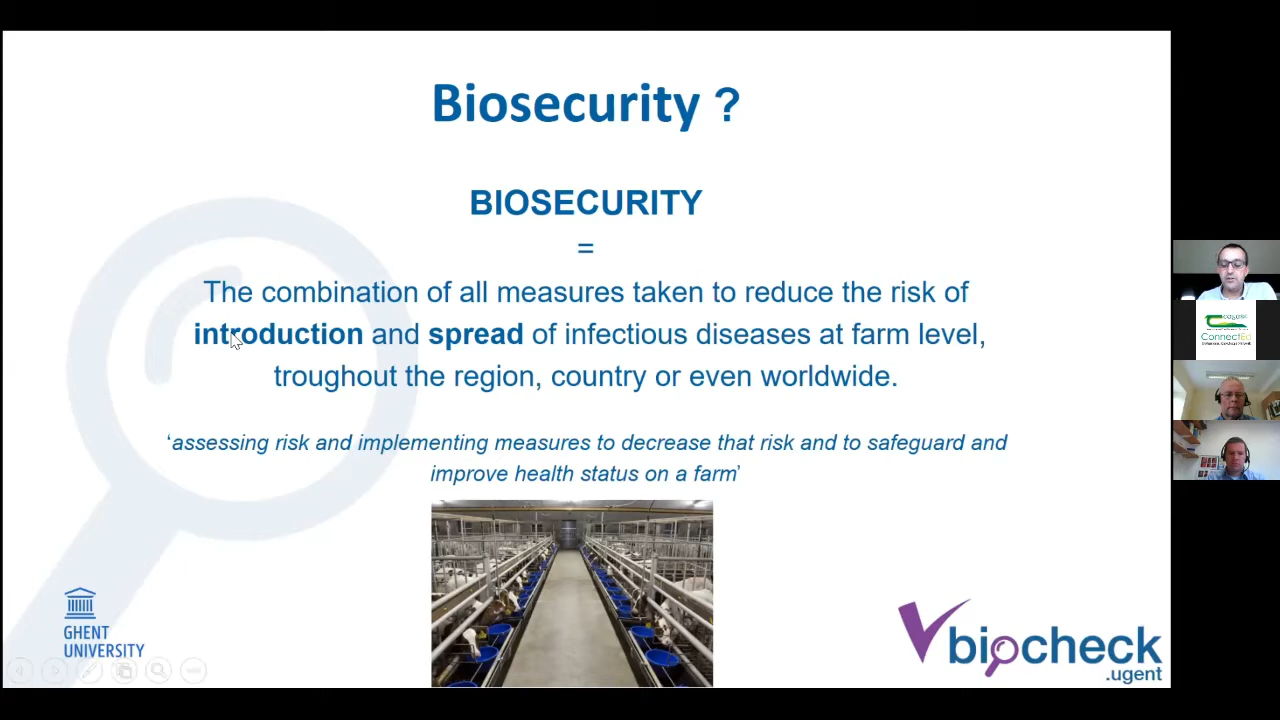 Biosecurity ?
BIOSECURITY
=
The combination of all measures taken to reduce the risk of
introduction and spread of infectious diseases at farm level,
troughout the region, country or even worldwide.
‘assessing risk and implementing measures to decrease that risk and to safeguard and
improve health status on a farm’
GHENT
UNIVERSITY
biocheck
.ugent
ConnectEd